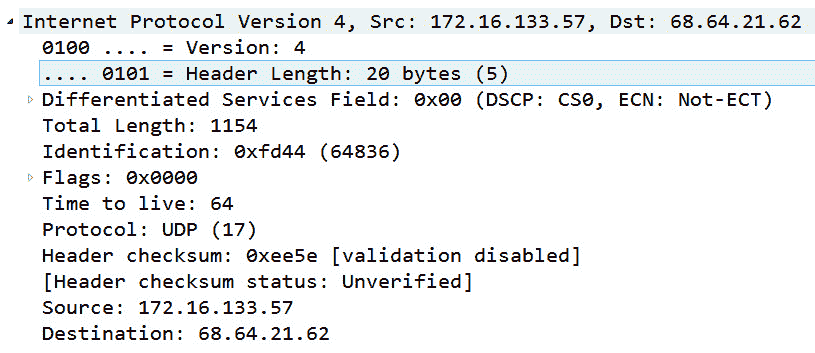 Internet Protocol Version 4, Src: 172.16.133.57, Dst: 68.64.21.62
0100 .... = Version: 4
.... 0101 = Header Length: 20 bytes (5)
Differentiated Services Field: 0x00 (DSCP: CS0, ECN: Not-ECT)
Total Length: 1154
Identification: 0xfd44 (64836)
Flags: 0x0000
Time to live: 64
Protocol: UDP (17)
Header checksum: 0xee5e [validation disabled]
[Header checksum status: Unverified]
Source: 172.16.133.57
Destination: 68.64.21.62